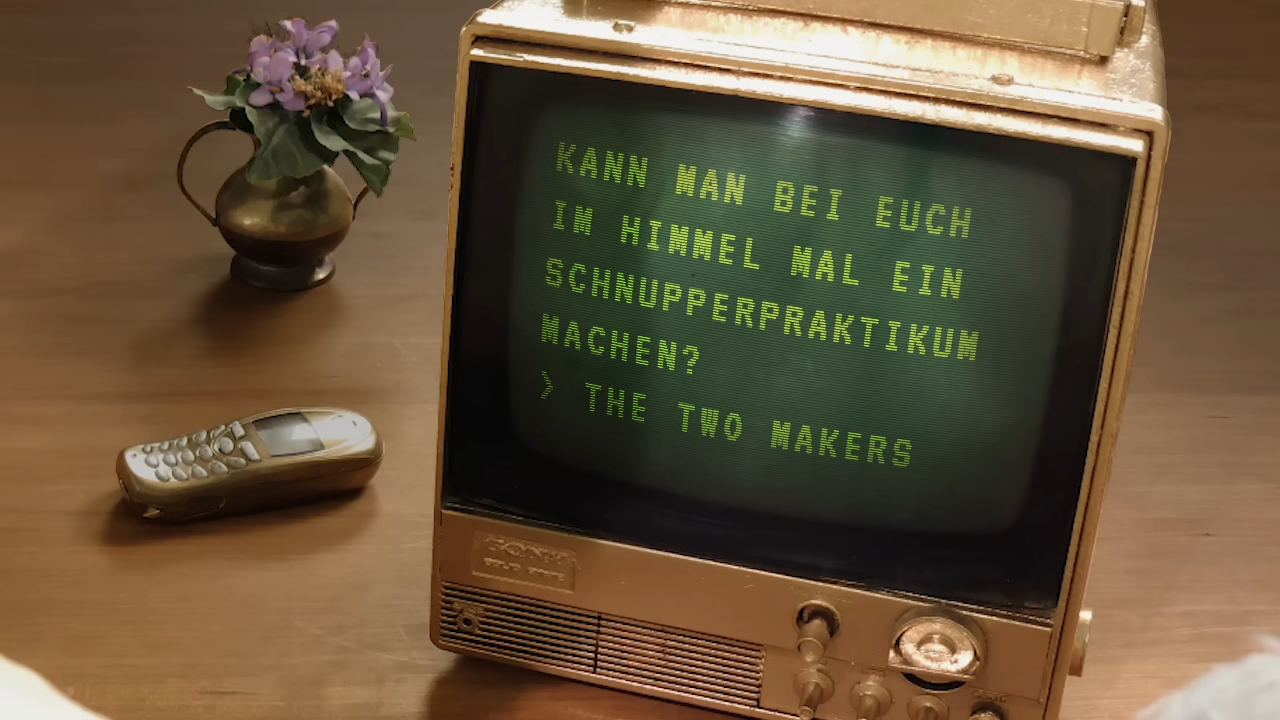 KANN MAN BEI EUCH
IM HIMMEL MAL EIN
SCHNUPPERPRAKTIKUM
MACHEN?
> THE TWO MAKERS